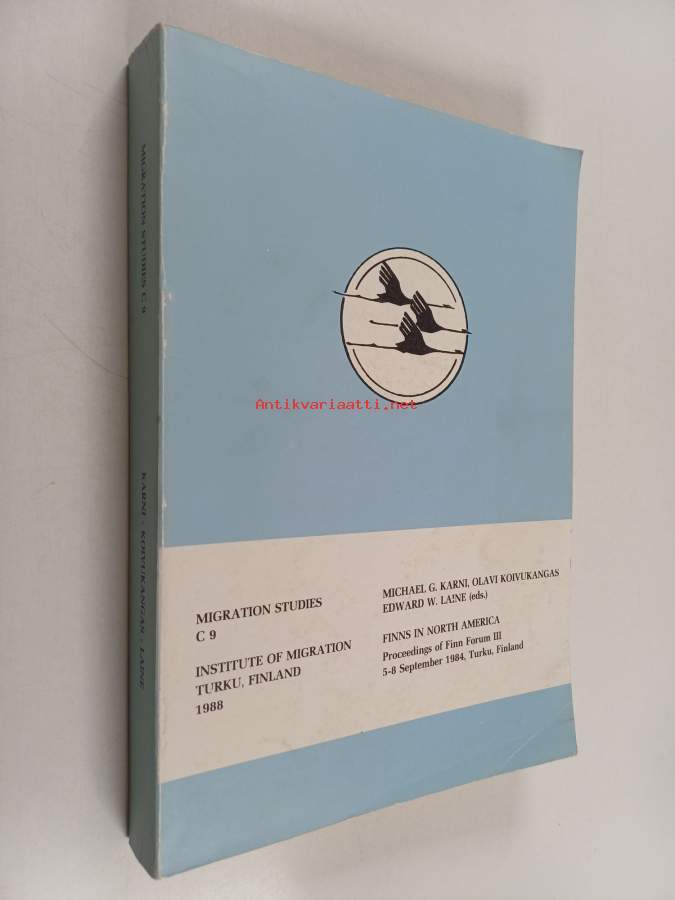 MIGRATION STUDIES C 9
KARNI - KOIVUKANGAS - LAINE
Antikvariaatti.net
MIGRATION STUDIES
C 9
INSTITUTE OF MIGRATION
TURKU, FINLAND
1988
MICHAEL G. KARNI, OLAVI KOIVUKANGAS
EDWARD W. LAINE (eds.)
FINNS IN NORTH AMERICA
Proceedings of Finn Forum III
5-8 September 1984, Turku, Finland